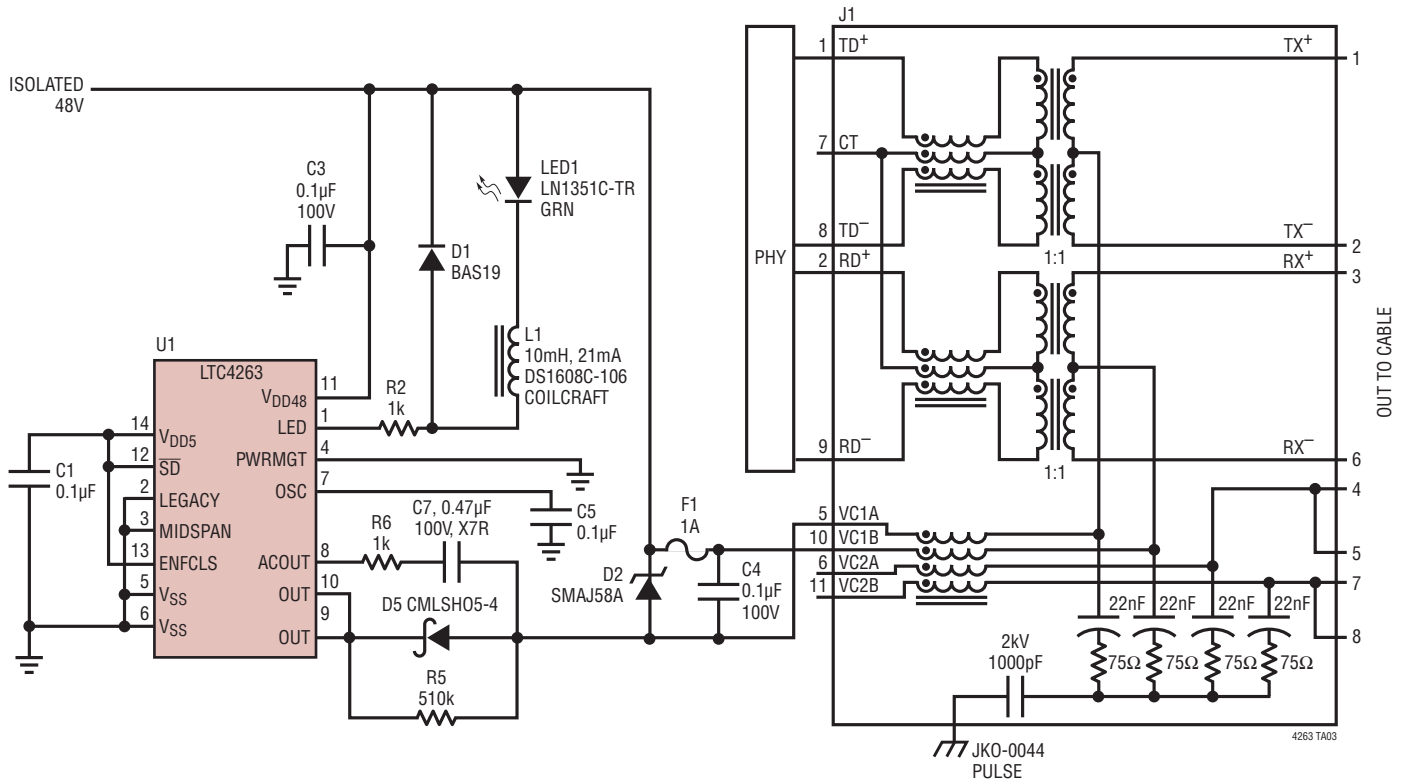 ISOLATED
48V
C3
0.1µF
100V
LED1
LN1351C-TR
GRN
D1
BAS19
L1
10mH, 21mA
DS1608C-106
COILCRAFT
U1
LTC4263
VDD48
11
LED
1
PWRMGT
4
OSC
7
ACOUT
8
OUT
10
OUT
9
14
VDD5
12
SD
2
LEGACY
3
MIDSPAN
13
ENFCLS
5
VSS
6
VSS
C1
0.1µF
R2
1k
R6
1k
C7, 0.47µF
100V, X7R
C5
0.1µF
D5 CMLSH05-4
R5
510k
D2
SMAJ58A
F1
1A
C4
0.1µF
100V
PHY
J1
1
TD+
7
CT
8
TD−
2
RD+
9
RD−
5
VC1A
10
VC1B
6
VC2A
11
VC2B
TX+
1
TX−
2
1:1
RX+
3
RX−
6
1:1
4
5
7
8
OUT TO CABLE
22nF
22nF
22nF
22nF
75Ω
75Ω
75Ω
75Ω
2kV
1000pF
JK0-0044
PULSE
4263 TA03